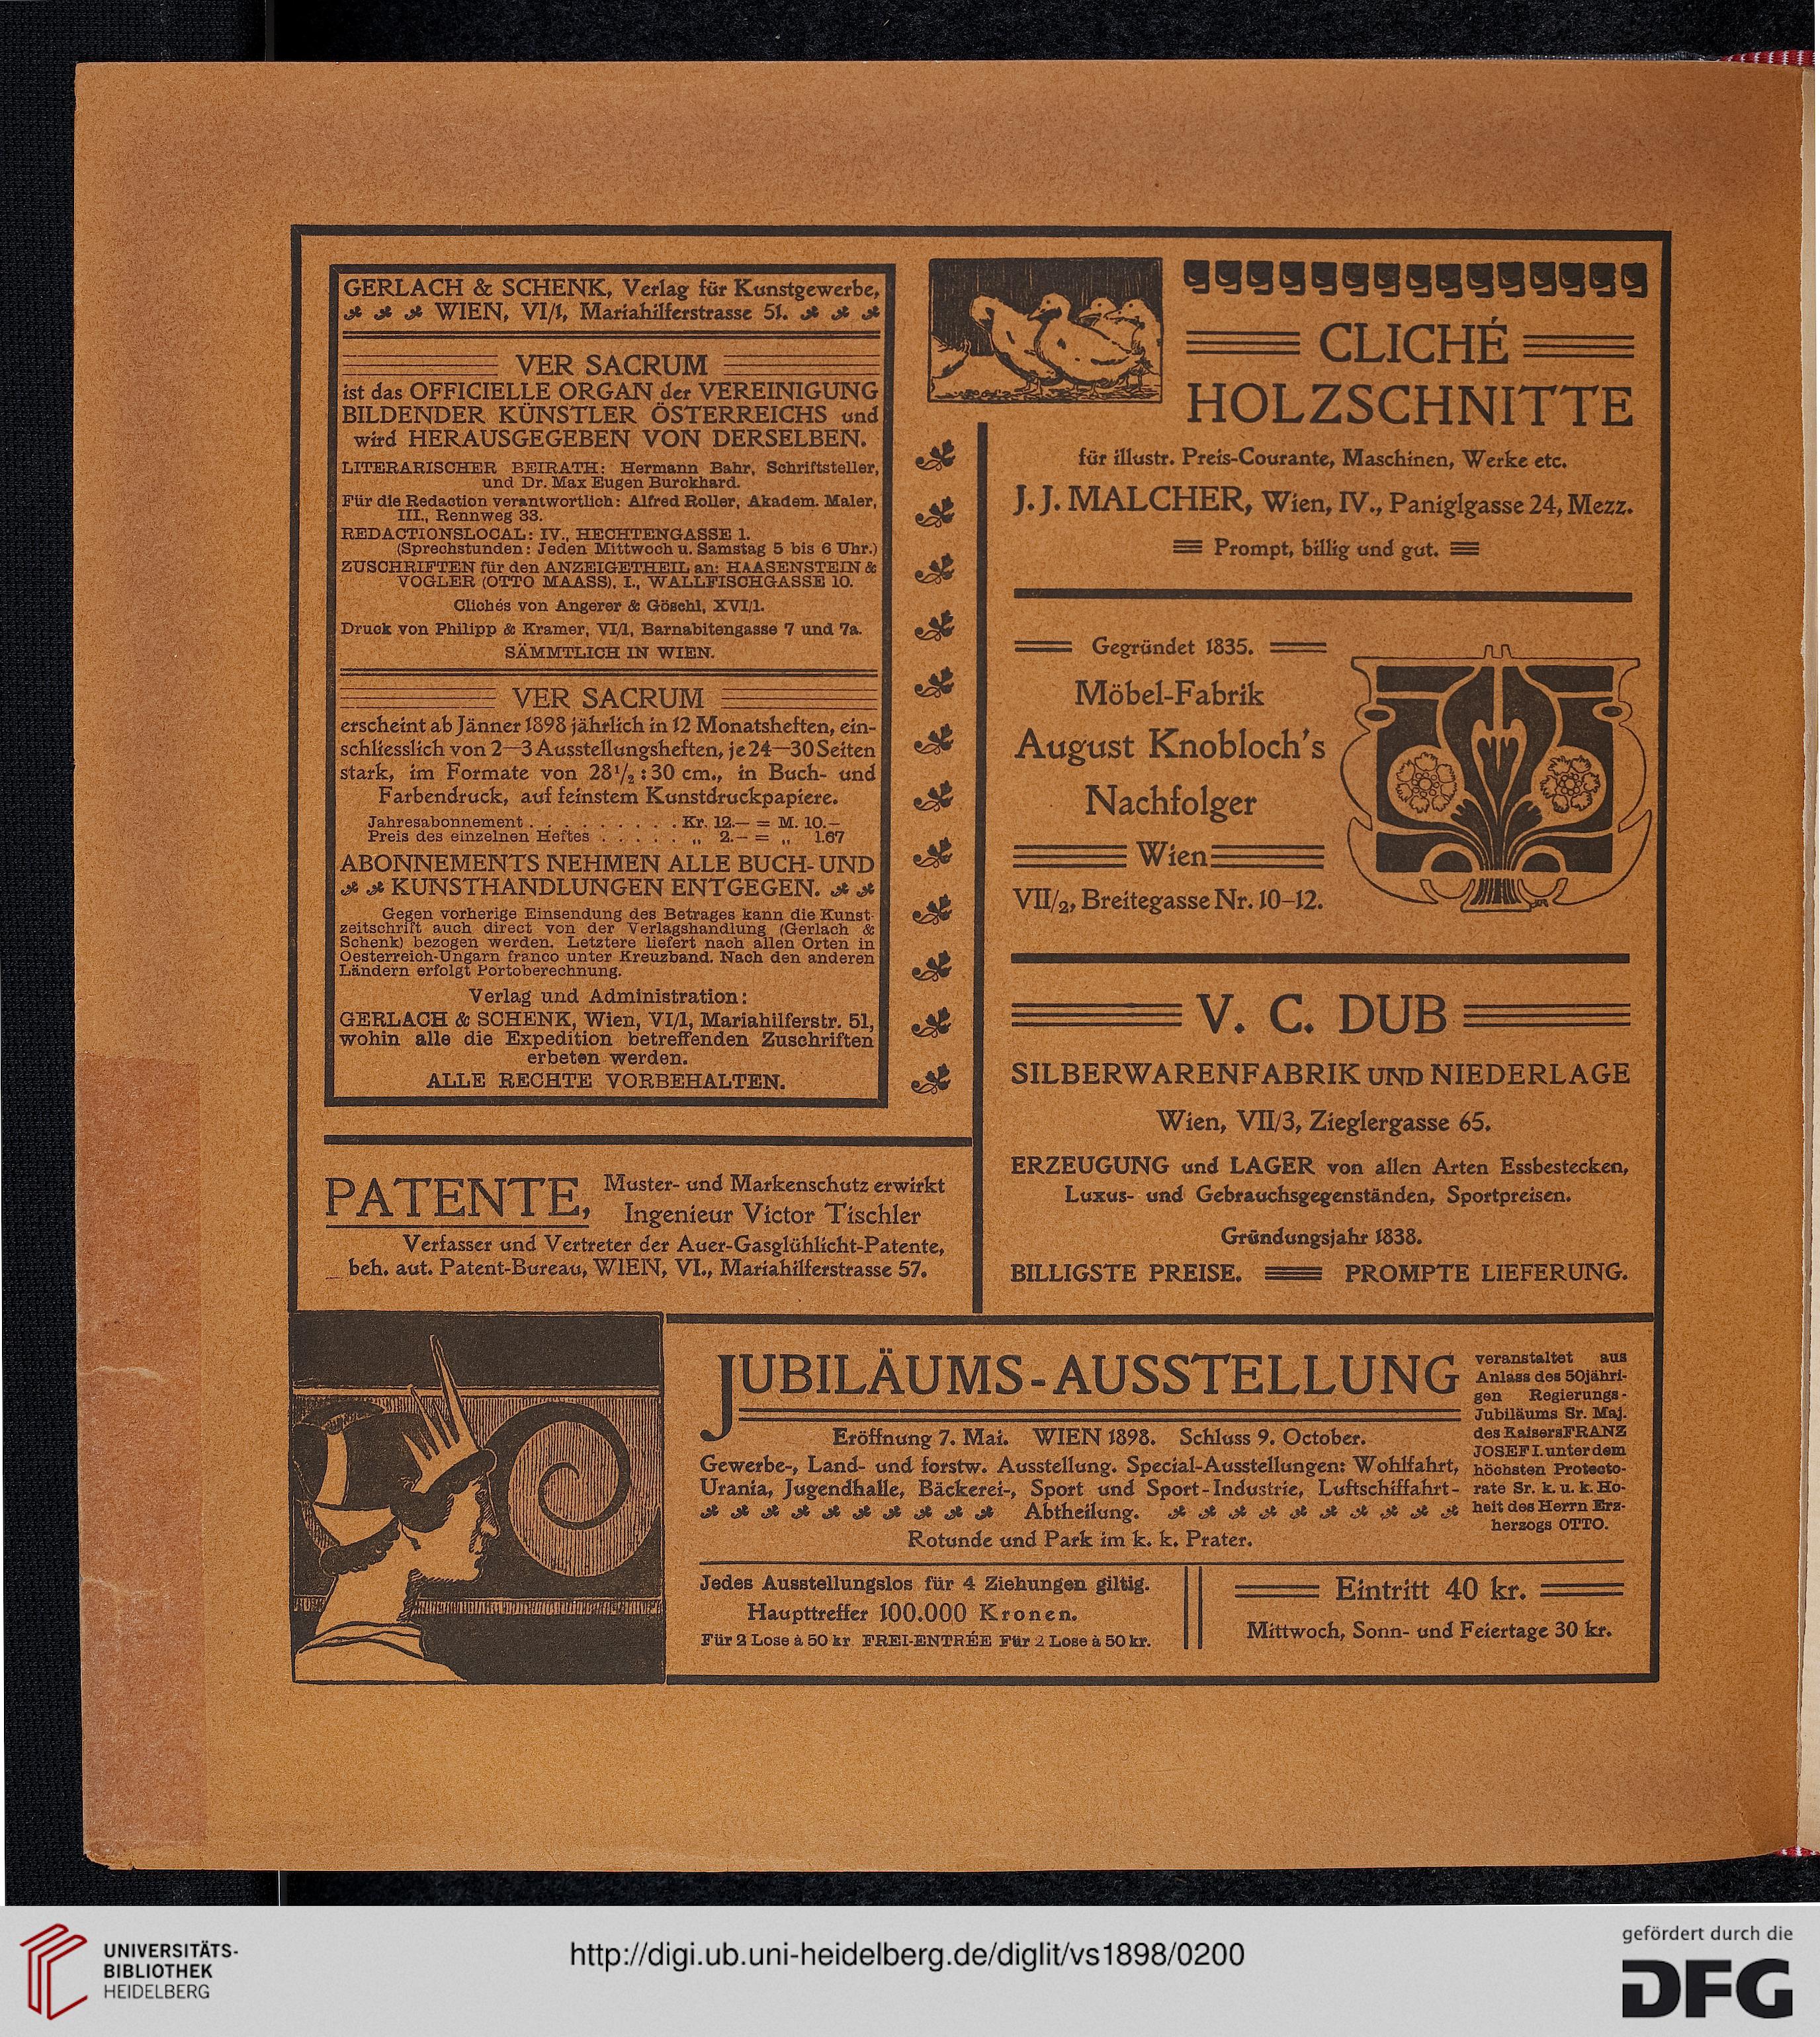 GERLACH & SCHENK, Verlag für Kunstgewerbe,
WIEN, VI/1, Mariahilferstrasse 51.
VER SACRUM
ist das OFFICIELLE ORGAN der VEREINIGUNG
BILDENDER KÜNSTLER ÖSTERREICHS und
wird HERAUSGEGEBEN VON DERSELBEN.
LITERARISCHER BEIRATH: Hermann Bahr, Schriftsteller,
und Dr. Max Eugen Burckhard.
Für die Redaction verantwortlich: Alfred Roller, Akadem. Maler,
III., Rennweg 33.
REDACTIONSLOCAL: IV., HECHTENGASSE 1.
(Sprechstunden: Jeden Mittwoch u. Samstag 5 bis 6 Uhr.)
ZUSCHRIFTEN für den ANZEIGETHEIL an: HAASENSTEIN &
VOGLER (OTTO MAASS), I., WALLFISCHGASSE 10.
Clichés von Angerer & Göschl, XVI/1.
Druck von Philipp & Kramer, VI/1, Barnabitengasse 7 und 7a.
SÄMMTLICH IN WIEN.
VER SACRUM
erscheint ab Jänner 1898 jährlich in 12 Monatsheften, ein-
schliesslich von 2—3 Ausstellungsheften, je 24—30 Seiten
stark, im Formate von 28¹/₂ : 30 cm., in Buch- und
Farbendruck, auf feinstem Kunstdruckpapiere.
Jahresabonnement . . . . . . . . . Kr. 12.— = M. 10.—
Preis des einzelnen Heftes . . . . . „ 2.— = „ 1.67
ABONNEMENTS NEHMEN ALLE BUCH- UND
KUNSTHANDLUNGEN ENTGEGEN.
Gegen vorherige Einsendung des Betrages kann die Kunst-
zeitschrift auch direct von der Verlagshandlung (Gerlach &
Schenk) bezogen werden. Letztere liefert nach allen Orten in
Oesterreich-Ungarn franco unter Kreuzband. Nach den anderen
Ländern erfolgt Portoberechnung.
Verlag und Administration:
GERLACH & SCHENK, Wien, VI/1, Mariahilferstr. 51,
wohin alle die Expedition betreffenden Zuschriften
erbeten werden.
ALLE RECHTE VORBEHALTEN.
PATENTE,
Muster- und Markenschutz erwirkt
Ingenieur Victor Tischler
Verfasser und Vertreter der Auer-Gasglühlicht-Patente,
beh. aut. Patent-Bureau, WIEN, VI., Mariahilferstrasse 57.
CLICHÉ
HOLZSCHNITTE
für illustr. Preis-Courante, Maschinen, Werke etc.
J. J. MALCHER, Wien, IV., Paniglgasse 24, Mezz.
Prompt, billig und gut.
Gegründet 1835.
Möbel-Fabrik
August Knobloch's
Nachfolger
Wien
VII/2, Breitegasse Nr. 10–12.
V. C. DUB
SILBERWARENFABRIK UND NIEDERLAGE
Wien, VII/3, Zieglergasse 65.
ERZEUGUNG und LAGER von allen Arten Essbestecken,
Luxus- und Gebrauchsgegenständen, Sportpreisen.
Gründungsjahr 1838.
BILLIGSTE PREISE. PROMPTE LIEFERUNG.
JUBILÄUMS-AUSSTELLUNG
Eröffnung 7. Mai. WIEN 1898. Schluss 9. October.
Gewerbe-, Land- und forstw. Ausstellung. Special-Ausstellungen: Wohlfahrt,
Urania, Jugendhalle, Bäckerei-, Sport und Sport-Industrie, Luftschiffahrt-
Abtheilung.
Rotunde und Park im k. k. Prater.
veranstaltet aus
Anlass des 50jähri-
gen Regierungs-
Jubiläums Sr. Maj.
des Kaisers FRANZ
JOSEF I. unter dem
höchsten Protecto-
rate Sr. k. u. k. Ho-
heit des Herrn Erz-
herzogs OTTO.
Jedes Ausstellungslos für 4 Ziehungen giltig.
Haupttreffer 100.000 Kronen.
Für 2 Lose à 50 kr. FREI-ENTRÉE Für 2 Lose à 50 kr.
Eintritt 40 kr.
Mittwoch, Sonn- und Feiertage 30 kr.
UNIVERSITÄTS-
BIBLIOTHEK
HEIDELBERG
http://digi.ub.uni-heidelberg.de/diglit/vs1898/0200
gefördert durch die
DFG